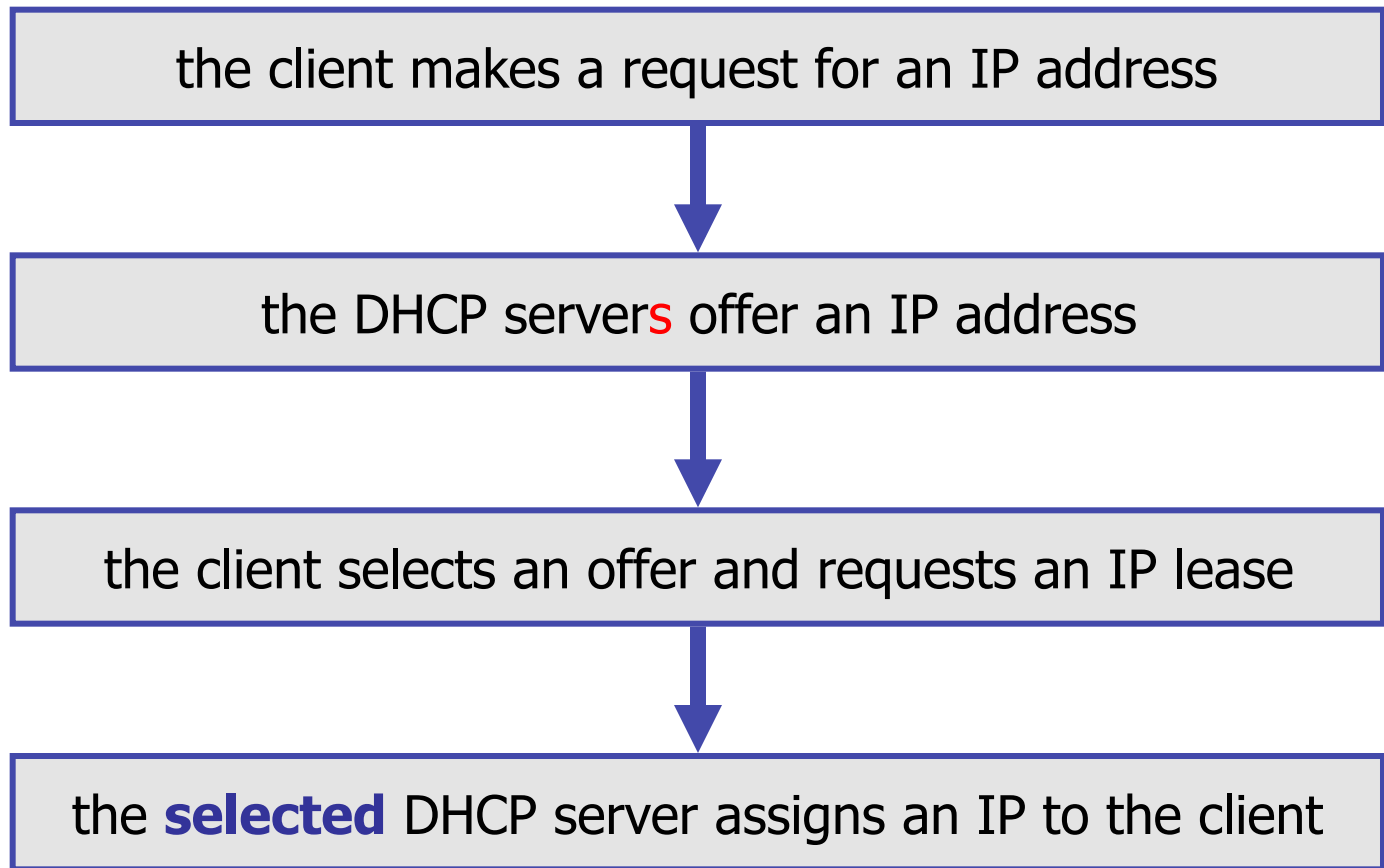 the client makes a request for an IP address
the DHCP servers offer an IP address
the client selects an offer and requests an IP lease
the selected DHCP server assigns an IP to the client